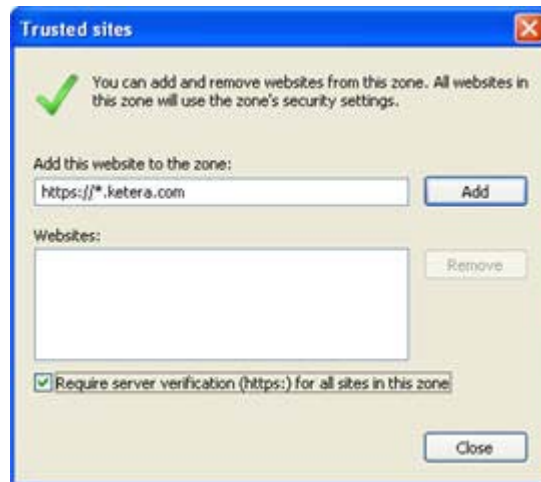 Trusted sites
You can add and remove websites from this zone. All websites in
this zone will use the zone's security settings.
Add this website to the zone:
https://*.ketera.com
Add
Websites:
Remove
Require server verification (https:) for all sites in this zone
Close